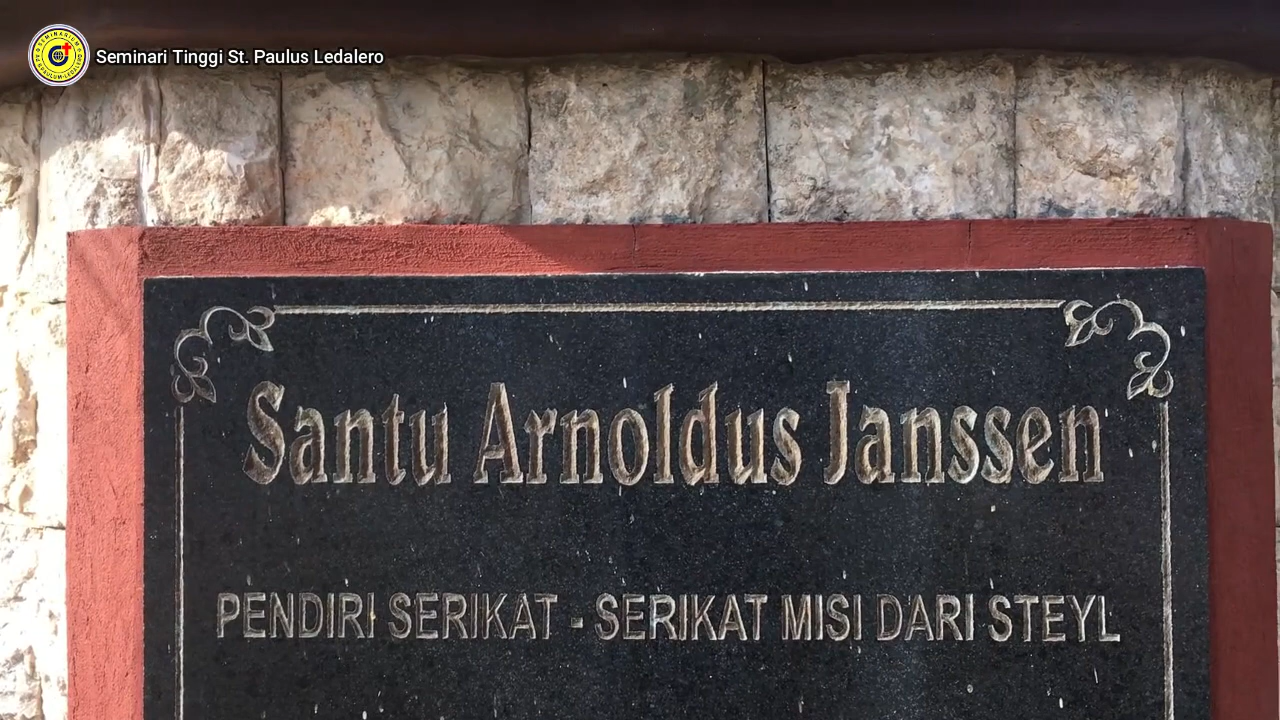 Seminari Tinggi St. Paulus Ledalero
Santu Arnoldus Janssen
PENDIRI SERIKAT - SERIKAT MISI DARI STEYL